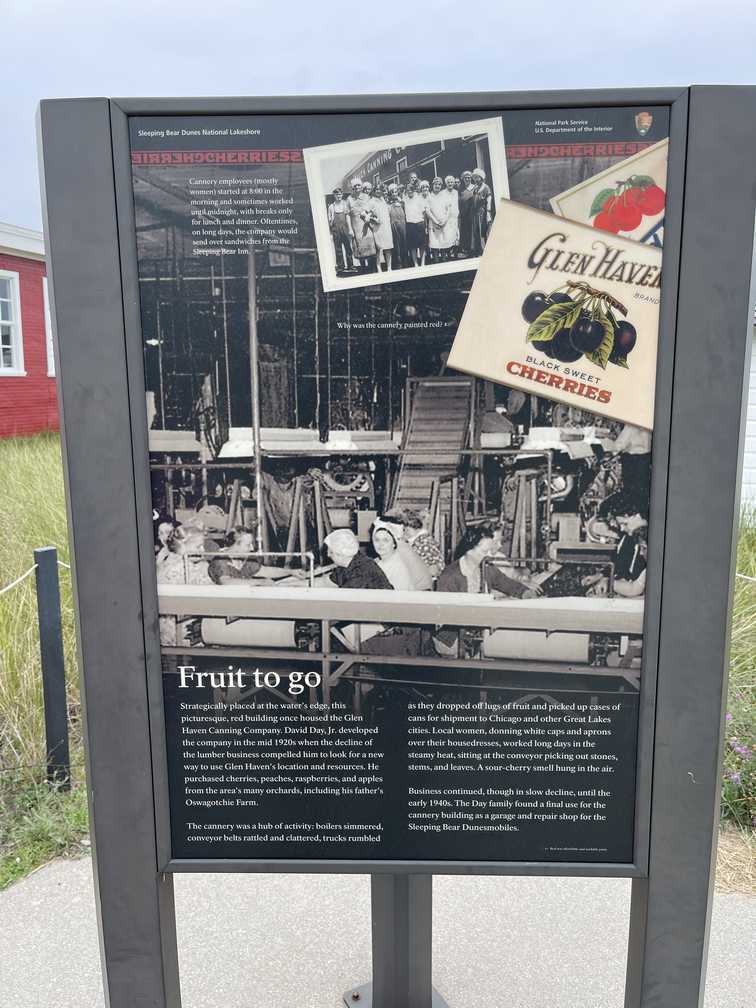 Sleeping Bear Dunes National Lakeshore
National Park Service
U.S. Department of the Interior
CHERRIES
Cannery employees (mostly
women) started at 8:00 in the
morning and sometimes worked
until midnight, with breaks only
for lunch and dinner. Oftentimes,
on long days, the company would
send over sandwiches from the
Sleeping Bear Inn.
CANNING
Why was the cannery painted red?
GLEN HAVEN
BRAND
BLACK SWEET
CHERRIES
Fruit to go
Strategically placed at the water's edge, this
picturesque, red building once housed the Glen
Haven Canning Company. David Day, Jr. developed
the company in the mid 1920s when the decline of
the lumber business compelled him to look for a new
way to use Glen Haven's location and resources. He
purchased cherries, peaches, raspberries, and apples
from the area's many orchards, including his father's
Oswagotchie Farm.
The cannery was a hub of activity: boilers simmered,
conveyor belts rattled and clattered, trucks rumbled
as they dropped off lugs of fruit and picked up cases of
cans for shipment to Chicago and other Great Lakes
cities. Local women, donning white caps and aprons
over their housedresses, worked long days in the
steamy heat, sitting at the conveyor picking out stones,
stems, and leaves. A sour-cherry smell hung in the air.
Business continued, though in slow decline, until the
early 1940s. The Day family found a final use for the
cannery building as a garage and repair shop for the
Sleeping Bear Dunesmobiles.